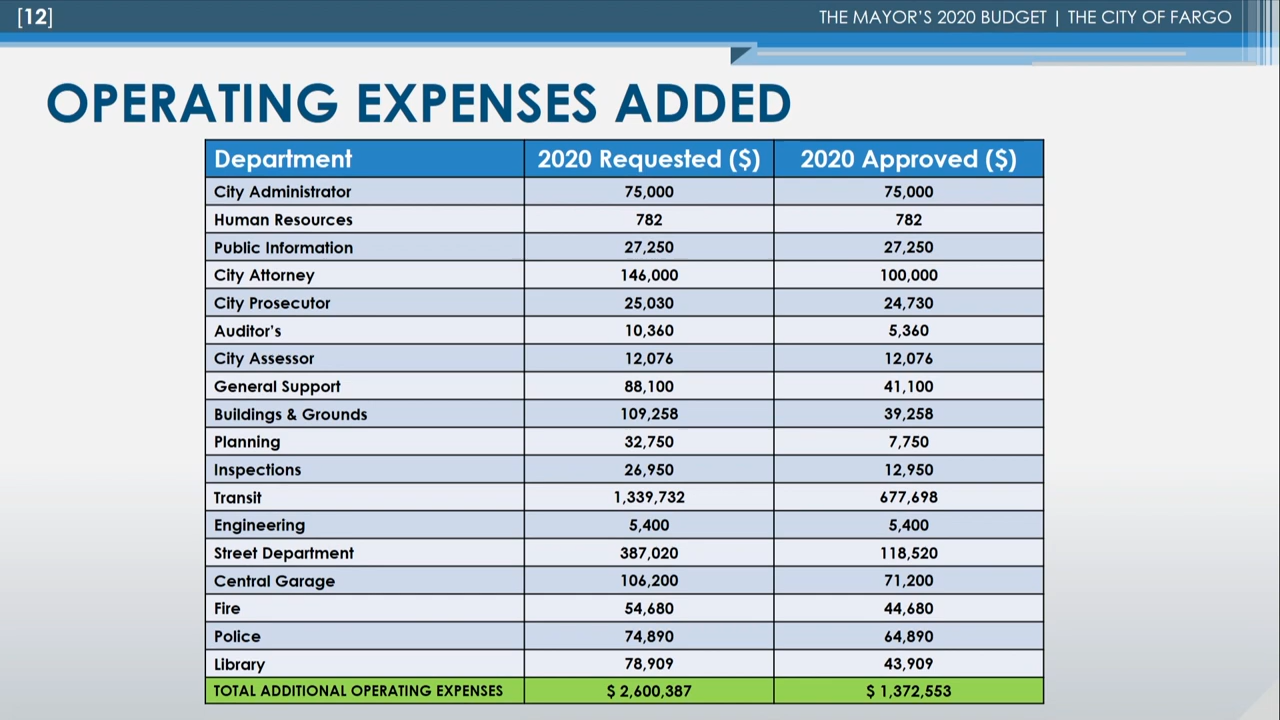 [12]
THE MAYOR'S 2020 BUDGET | THE CITY OF FARGO
OPERATING EXPENSES ADDED
Department 2020 Requested ($) 2020 Approved ($)
City Administrator 75,000 75,000
Human Resources 782 782
Public Information 27,250 27,250
City Attorney 146,000 100,000
City Prosecutor 25,030 24,730
Auditor's 10,360 5,360
City Assessor 12,076 12,076
General Support 88,100 41,100
Buildings & Grounds 109,258 39,258
Planning 32,750 7,750
Inspections 26,950 12,950
Transit 1,339,732 677,698
Engineering 5,400 5,400
Street Department 387,020 118,520
Central Garage 106,200 71,200
Fire 54,680 44,680
Police 74,890 64,890
Library 78,909 43,909
TOTAL ADDITIONAL OPERATING EXPENSES $ 2,600,387 $ 1,372,553